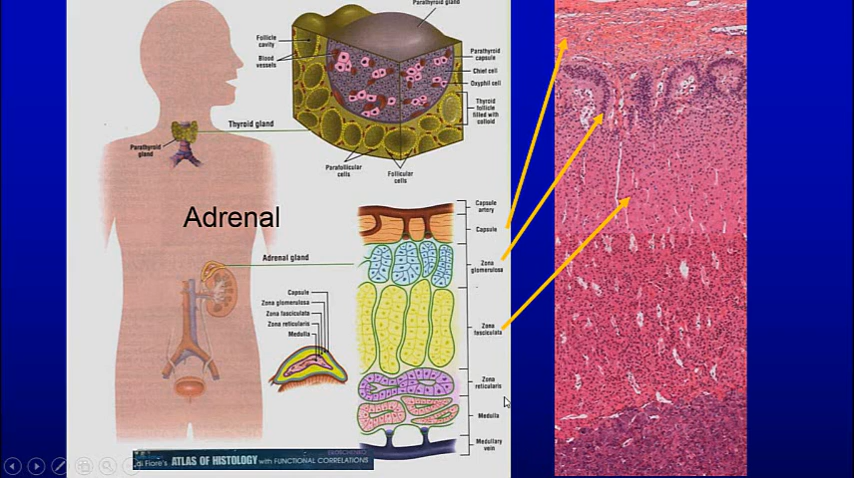 Parathyroid gland
Follicle
cavity
Blood
vessels
Parathyroid
capsule
Chief cell
Oxyphil cell
Thyroid
follicle
filled with
colloid
Thyroid gland
Parathyroid
gland
Parafollicular
cells
Follicular
cells
Adrenal
Capsule
artery
Capsule
Adrenal gland
Zona
glomerulosa
Capsule
Zona glomerulosa
Zona fasciculata
Zona reticularis
Medulla
Zona
fasciculata
Zona
reticularis
Medulla
Medullary
vein
di Fiore's ATLAS OF HISTOLOGY with FUNCTIONAL CORRELATIONS